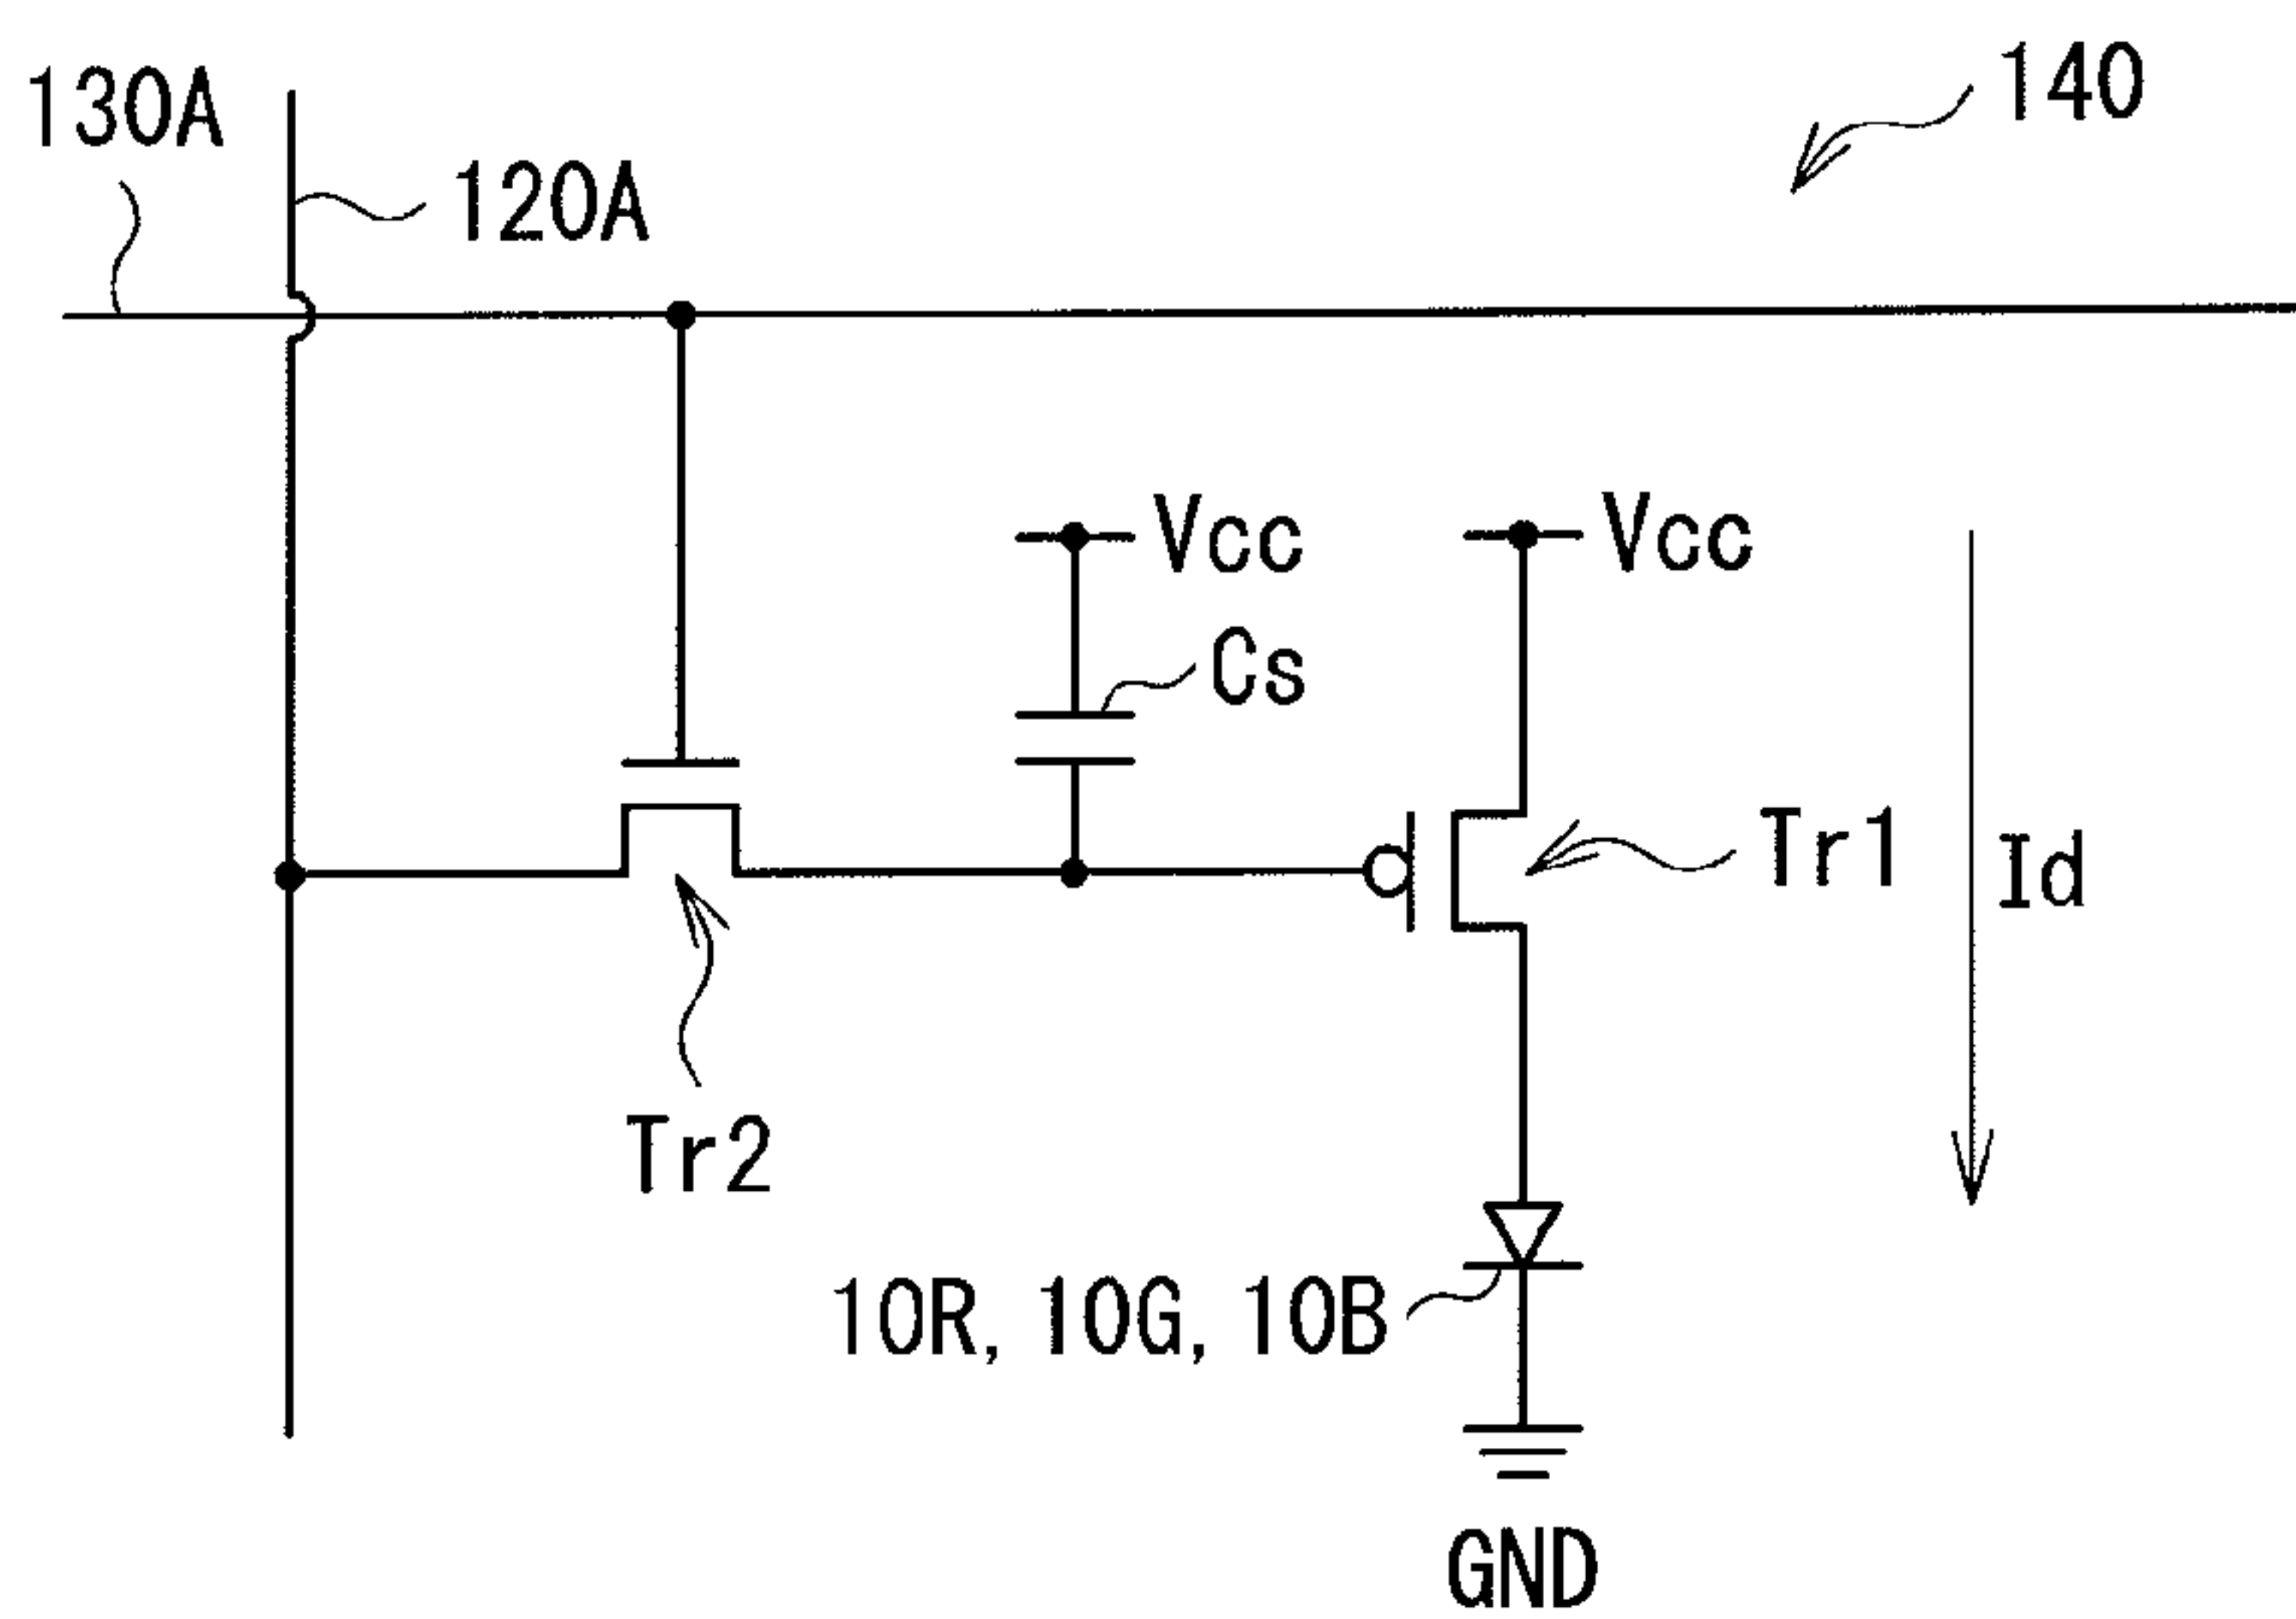 140
130A
120A
Vcc
Vcc
Cs
Tr1
Id
Tr2
10R, 10G, 10B
GND